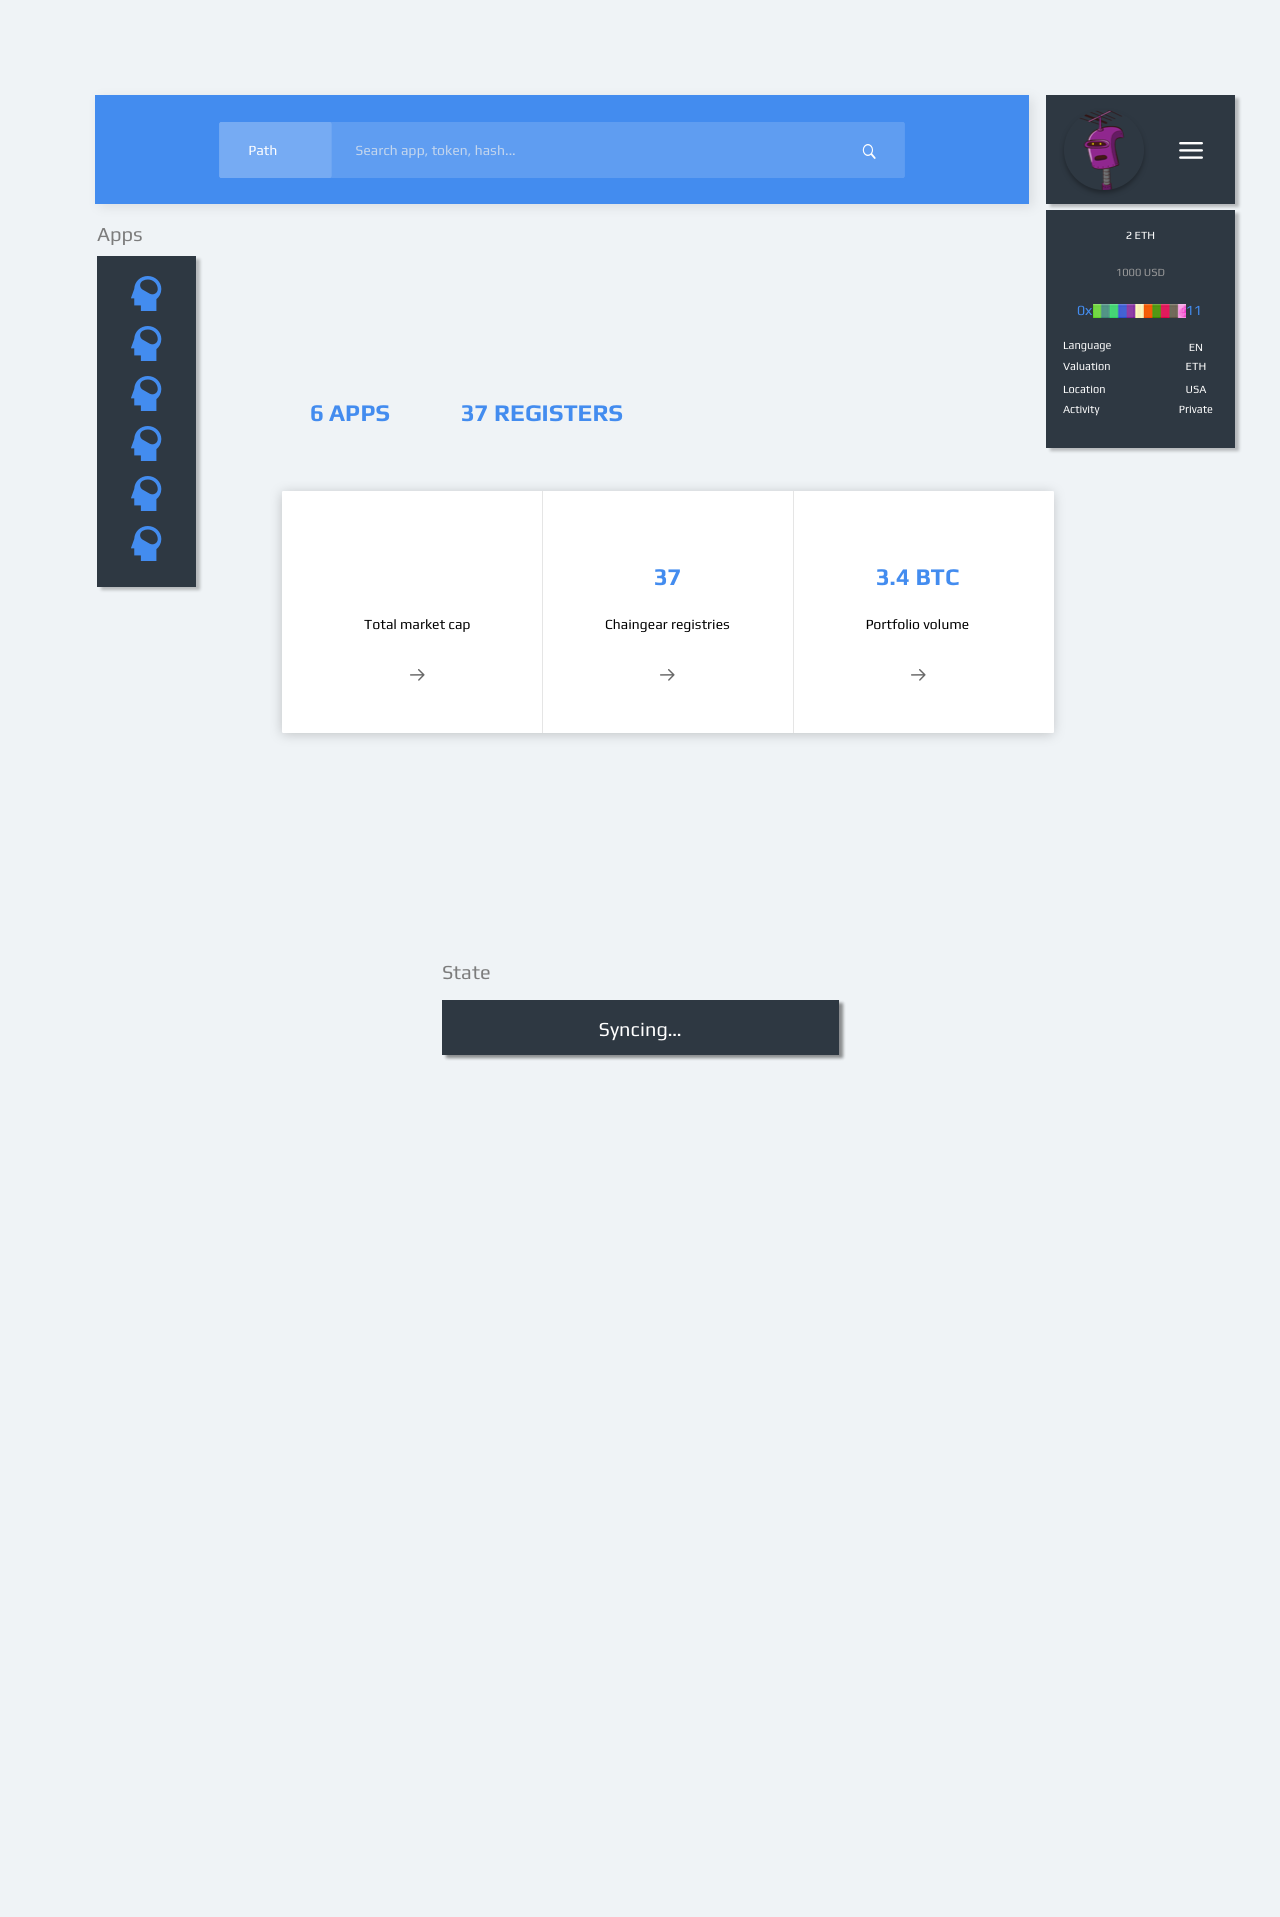 Path
Search app, token, hash...
Apps
2 ETH
1000 USD
0x
11
Language EN
Valuation ETH
Location USA
Activity Private
6 APPS
37 REGISTERS
37
3.4 BTC
Total market cap
Chaingear registries
Portfolio volume
State
Syncing...